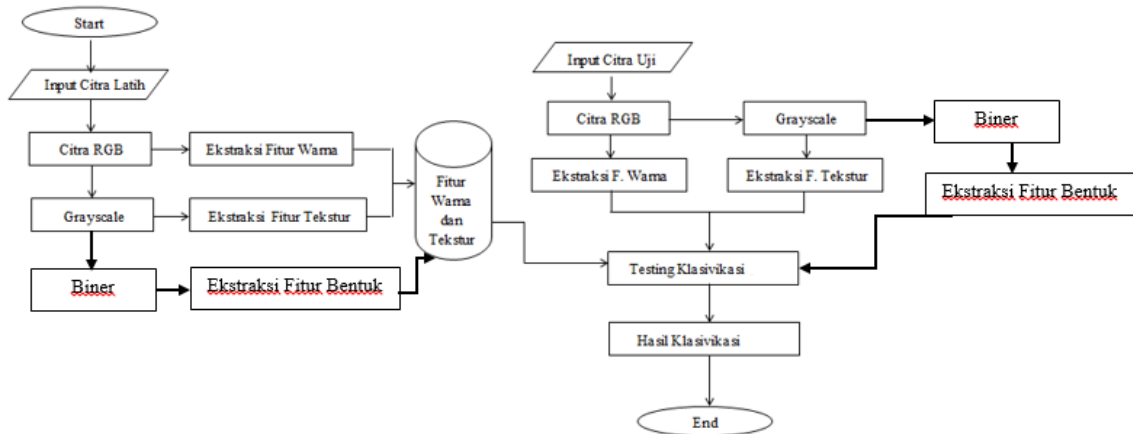 Start
Input Citra Latih
Citra RGB
Ekstraksi Fitur Warna
Grayscale
Ekstraksi Fitur Tekstur
Biner
Ekstraksi Fitur Bentuk
Fitur
Warna
dan
Tekstur
Input Citra Uji
Citra RGB
Grayscale
Biner
Ekstraksi F. Warna
Ekstraksi F. Tekstur
Ekstraksi Fitur Bentuk
Testing Klasivikasi
Hasil Klasivikasi
End